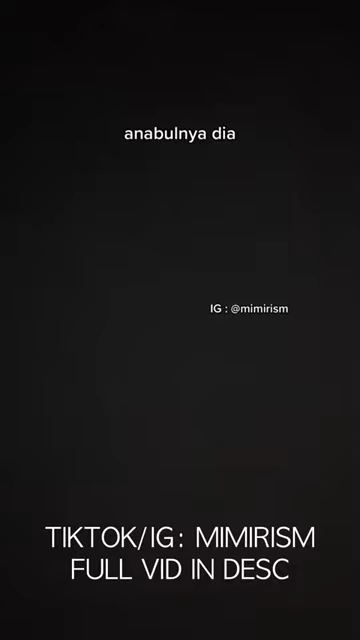 anabulnya dia
IG : @mimirism
TIKTOK/IG: MIMIRISM
FULL VID IN DESC